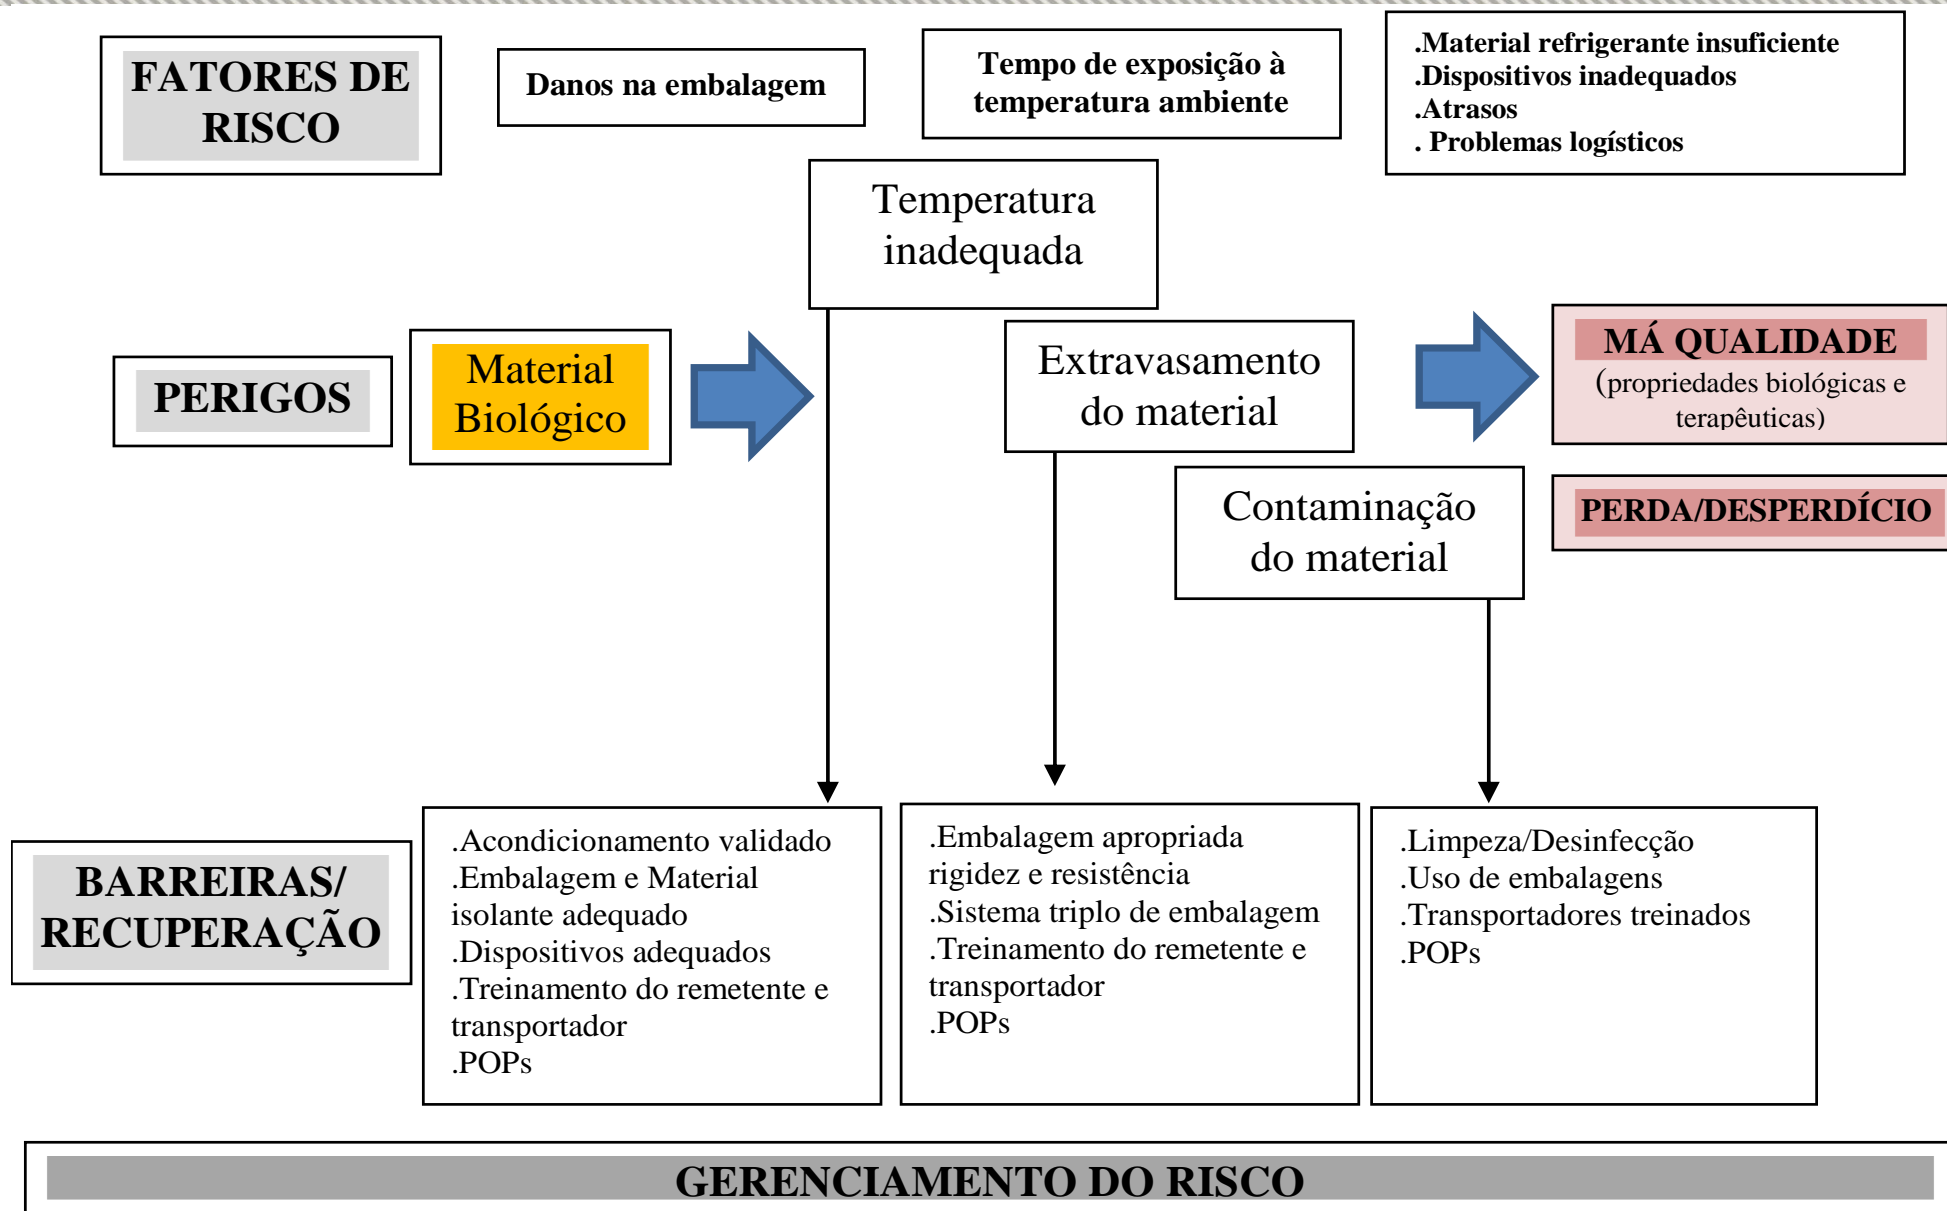 FATORES DE
RISCO
Danos na embalagem
Tempo de exposição à
temperatura ambiente
.Material refrigerante insuficiente
.Dispositivos inadequados
.Atrasos
. Problemas logísticos
Temperatura
inadequada
PERIGOS
Material
Biológico
Extravasamento
do material
MÁ QUALIDADE
(propriedades biológicas e
terapêuticas)
Contaminação
do material
PERDA/DESPERDÍCIO
BARREIRAS/
RECUPERAÇÃO
.Acondicionamento validado
.Embalagem e Material
isolante adequado
.Dispositivos adequados
.Treinamento do remetente e
transportador
.POPs
.Embalagem apropriada
rigidez e resistência
.Sistema triplo de embalagem
.Treinamento do remetente e
transportador
.POPs
.Limpeza/Desinfecção
.Uso de embalagens
.Transportadores treinados
.POPs
GERENCIAMENTO DO RISCO